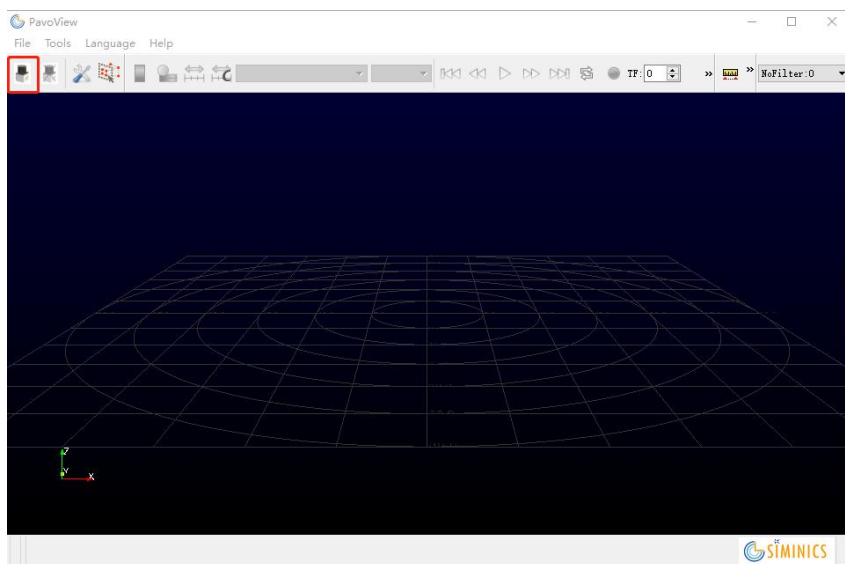 PavoView
File Tools Language Help
TF: 0 » » NoFilter:0
Z
Y X
SIMINICS